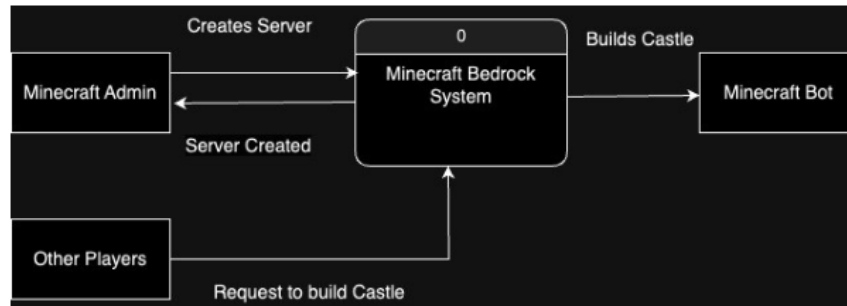 Creates Server
0
Builds Castle
Minecraft Admin
Minecraft Bedrock
System
Minecraft Bot
Server Created
Other Players
Request to build Castle